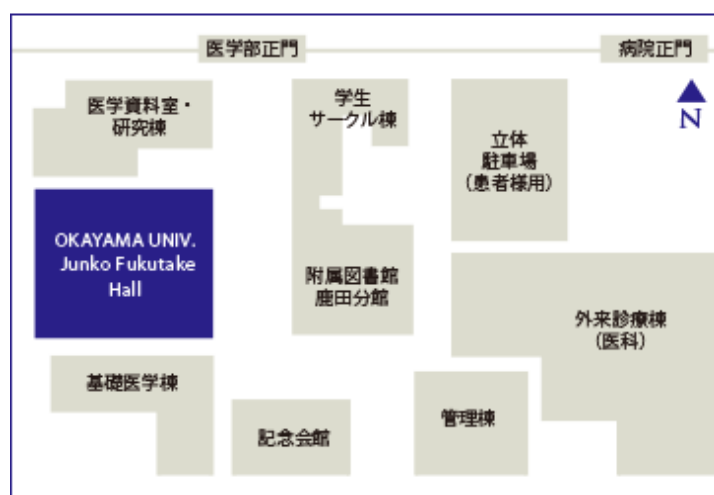 医学部正門
病院正門
医学資料室・
研究棟
学生
サークル棟
立体
駐車場
(患者様用)
N
OKAYAMA UNIV.
Junko Fukutake
Hall
附属図書館
鹿田分館
外来診療棟
(医科)
基礎医学棟
記念会館
管理棟